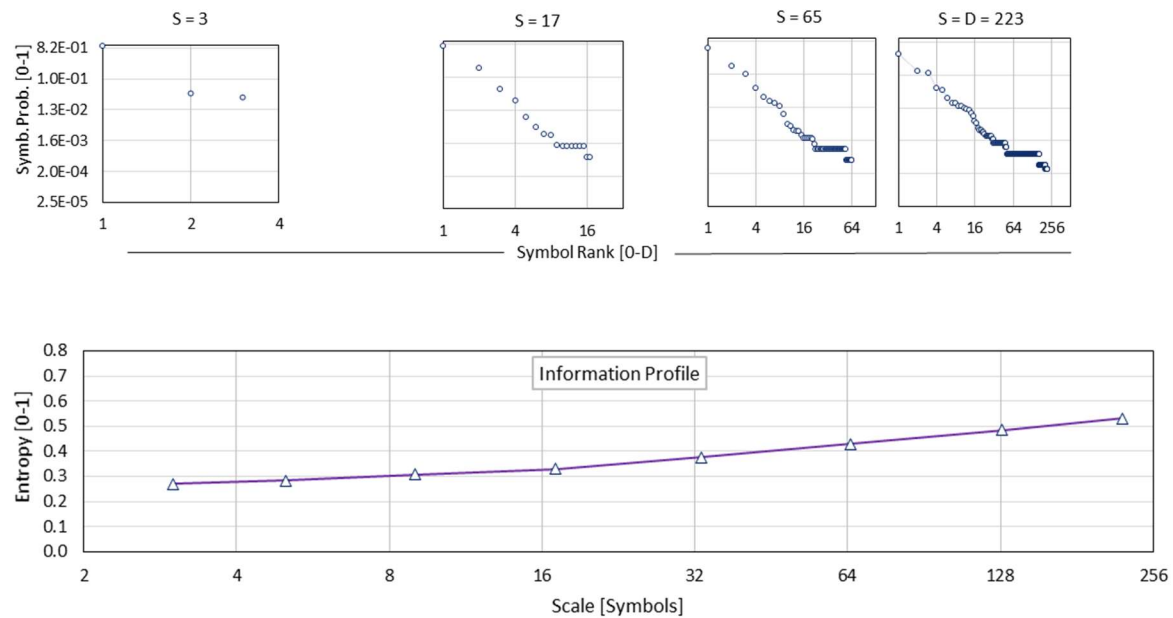 S = 3
S = 17
S = 65
S = D = 223
Symb.Prob. [0-1]
8.2E-01
1.0E-01
1.3E-02
1.6E-03
2.0E-04
2.5E-05
1 2 4
1 4 16
1 4 16 64
1 4 16 64 256
Symbol Rank [0-D]
Information Profile
Entropy [0-1]
0.8
0.7
0.6
0.5
0.4
0.3
0.2
0.1
0.0
2 4 8 16 32 64 128 256
Scale [Symbols]